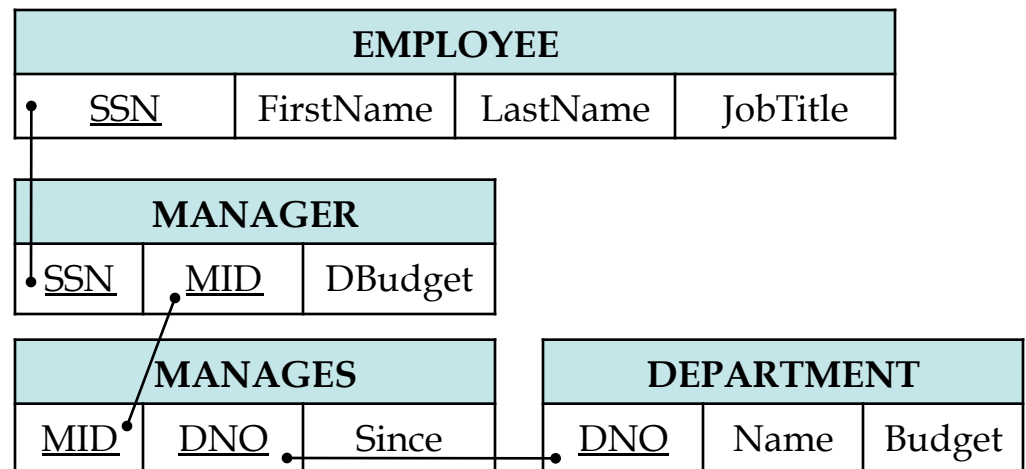 EMPLOYEE
SSN FirstName LastName JobTitle
MANAGER
SSN MID DBudget
MANAGES
MID DNO Since
DEPARTMENT
DNO Name Budget